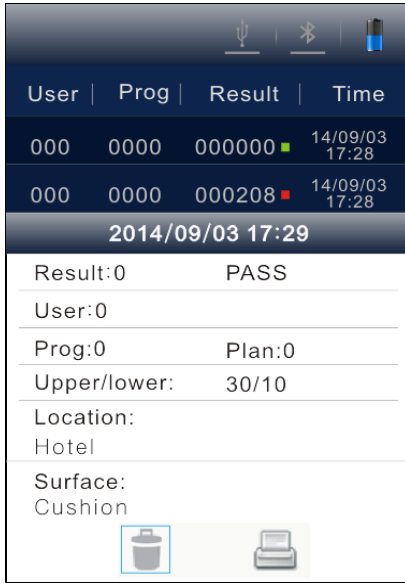 User | Prog | Result | Time
000 0000 000000 14/09/03 17:28
000 0000 000208 14/09/03 17:28
2014/09/03 17:29
Result:0 PASS
User:0
Prog:0 Plan:0
Upper/lower: 30/10
Location:
Hotel
Surface:
Cushion